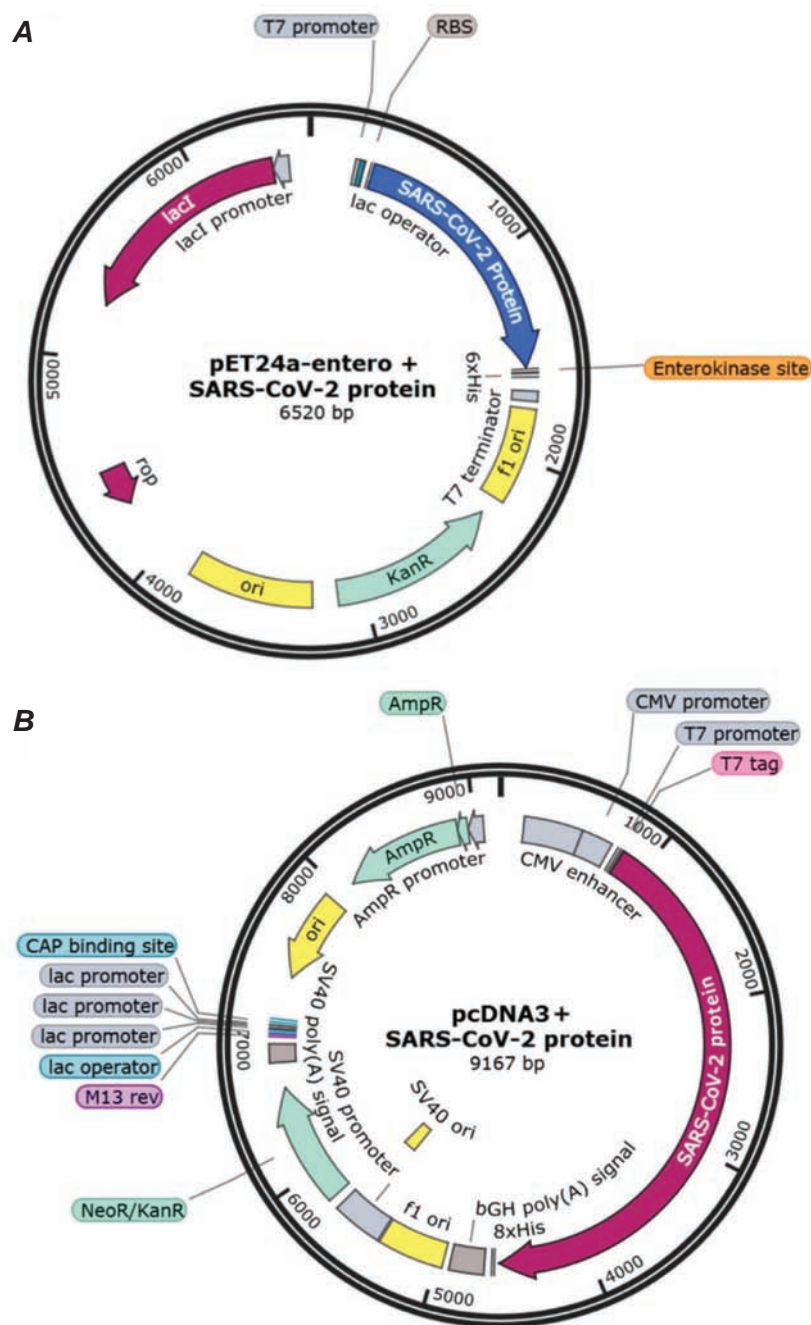 A
T7 promoter
RBS
6000
lacI
lacI promoter
lac operator
SARS-CoV-2 Protein
1000
5000
pET24a-entero +
SARS-CoV-2 protein
6520 bp
6xHis
Enterokinase site
T7 terminator
f1 ori
2000
rop
4000
ori
KanR
3000
B
AmpR
CMV promoter
T7 promoter
T7 tag
9000
1000
AmpR
AmpR promoter
CMV enhancer
8000
ori
2000
CAP binding site
lac promoter
lac promoter
lac promoter
lac operator
M13 rev
7000
SV40 poly(A) signal
pcDNA3+
SARS-CoV-2 protein
9167 bp
SARS-CoV-2 protein
SV40 promoter
SV40 ori
3000
NeoR/KanR
6000
f1 ori
bGH poly(A) signal
8xHis
5000
4000